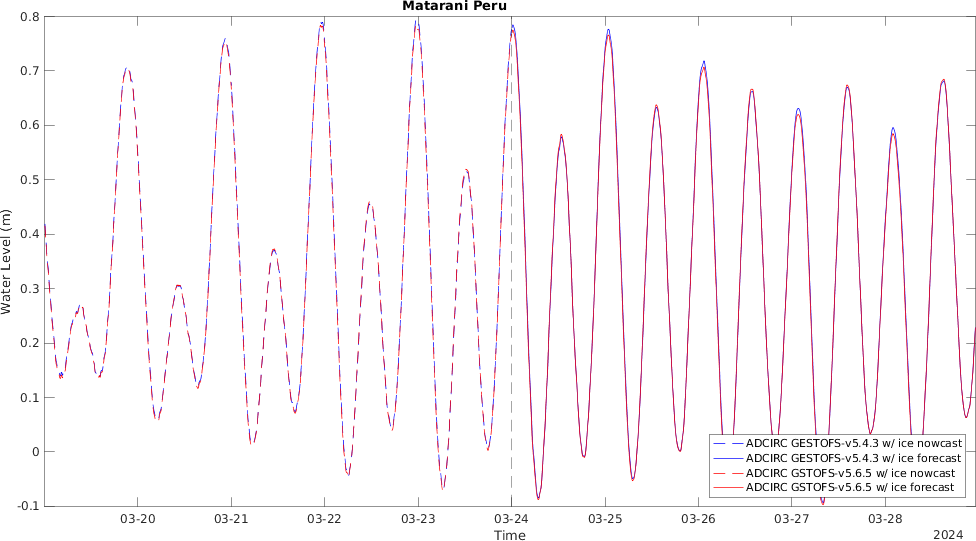 Matarani Peru
Water Level (m)
0.8
0.7
0.6
0.5
0.4
0.3
0.2
0.1
0
-0.1
ADCIRC GESTOFS-v5.4.3 w/ ice nowcast
ADCIRC GESTOFS-v5.4.3 w/ ice forecast
ADCIRC GSTOFS-v5.6.5 w/ ice nowcast
ADCIRC GSTOFS-v5.6.5 w/ ice forecast
03-20 03-21 03-22 03-23 03-24 03-25 03-26 03-27 03-28
Time
2024